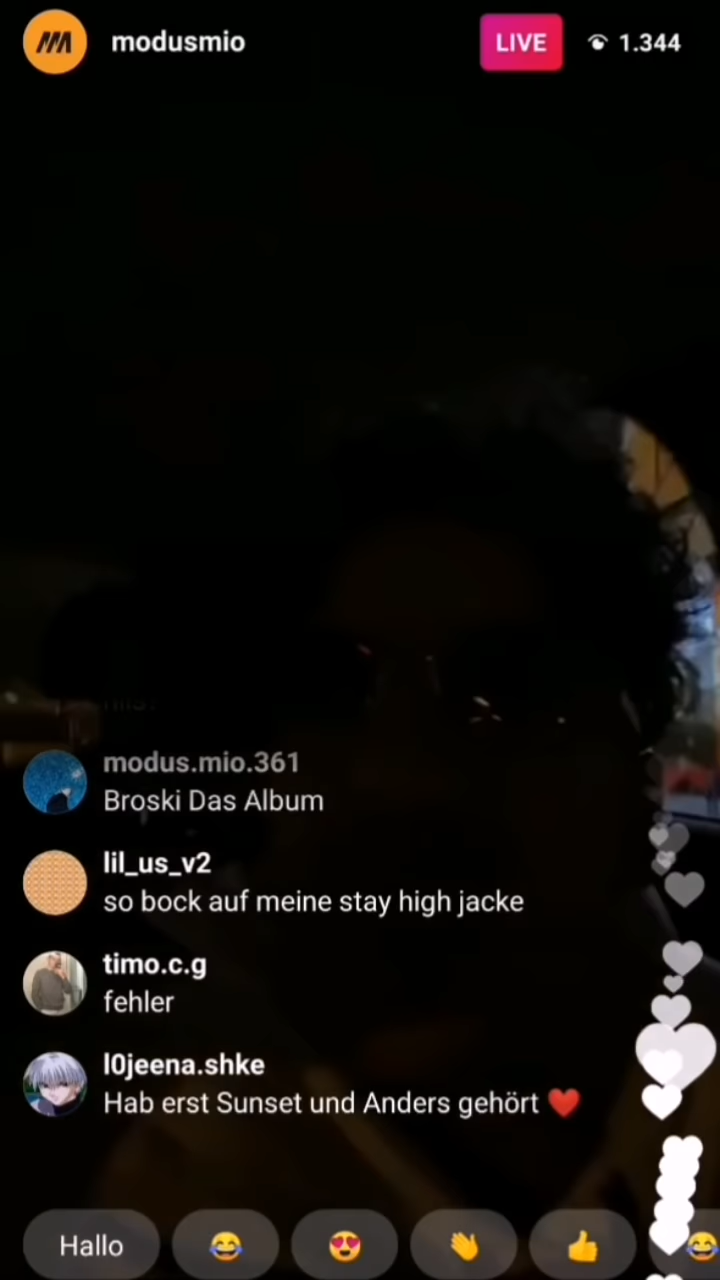 modusmio
LIVE
1.344
modus.mio.361
Broski Das Album
lil_us_v2
so bock auf meine stay high jacke
timo.c.g
fehler
l0jeena.shke
Hab erst Sunset und Anders gehört ❤️
Hallo